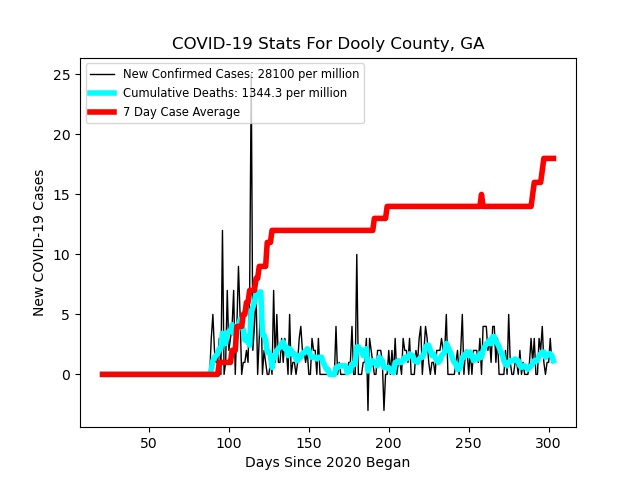 COVID-19 Stats For Dooly County, GA
New Confirmed Cases: 28100 per million
Cumulative Deaths: 1344.3 per million
7 Day Case Average
25
20
15
10
5
0
New COVID-19 Cases
50 100 150 200 250 300
Days Since 2020 Began